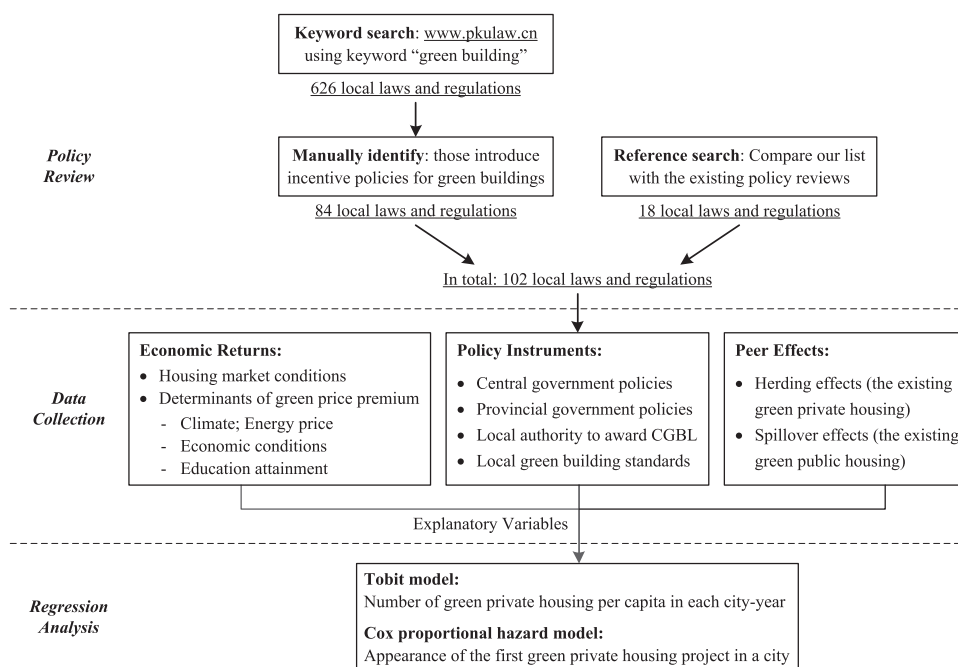 Keyword search: www.pkulaw.cn
using keyword “green building”
626 local laws and regulations
Policy
Review
Manually identify: those introduce
incentive policies for green buildings
84 local laws and regulations
Reference search: Compare our list
with the existing policy reviews
18 local laws and regulations
In total: 102 local laws and regulations
Data
Collection
Economic Returns:
• Housing market conditions
• Determinants of green price premium
- Climate; Energy price
- Economic conditions
- Education attainment
Policy Instruments:
• Central government policies
• Provincial government policies
• Local authority to award CGBL
• Local green building standards
Peer Effects:
• Herding effects (the existing
green private housing)
• Spillover effects (the existing
green public housing)
Explanatory Variables
Regression
Analysis
Tobit model:
Number of green private housing per capita in each city-year
Cox proportional hazard model:
Appearance of the first green private housing project in a city